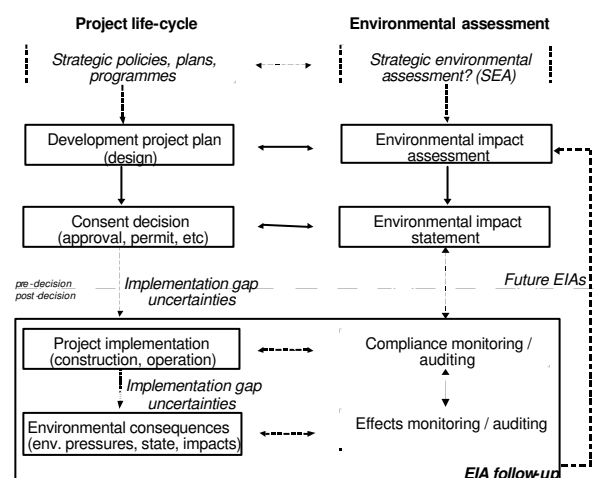 Project life-cycle
Environmental assessment
Strategic policies, plans,
programmes
Strategic environmental
assessment? (SEA)
Development project plan
(design)
Environmental impact
assessment
Consent decision
(approval, permit, etc)
Environmental impact
statement
pre-decision
post-decision
Implementation gap
uncertainties
Future EIAs
Project implementation
(construction, operation)
Compliance monitoring /
auditing
Implementation gap
uncertainties
Environmental consequences
(env. pressures, state, impacts)
Effects monitoring / auditing
EIA follow-up